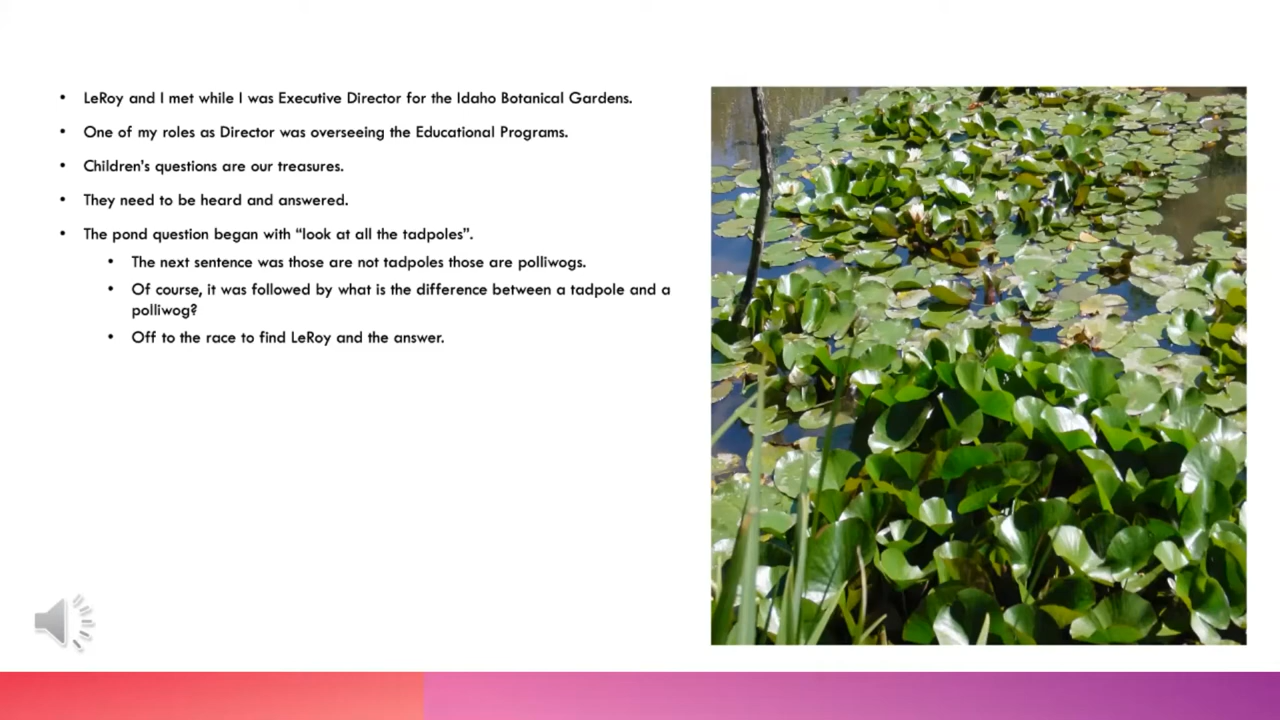 • LeRoy and I met while I was Executive Director for the Idaho Botanical Gardens.
• One of my roles as Director was overseeing the Educational Programs.
• Children's questions are our treasures.
• They need to be heard and answered.
• The pond question began with “look at all the tadpoles”.
• The next sentence was those are not tadpoles those are polliwogs.
• Of course, it was followed by what is the difference between a tadpole and a
polliwog?
• Off to the race to find LeRoy and the answer.